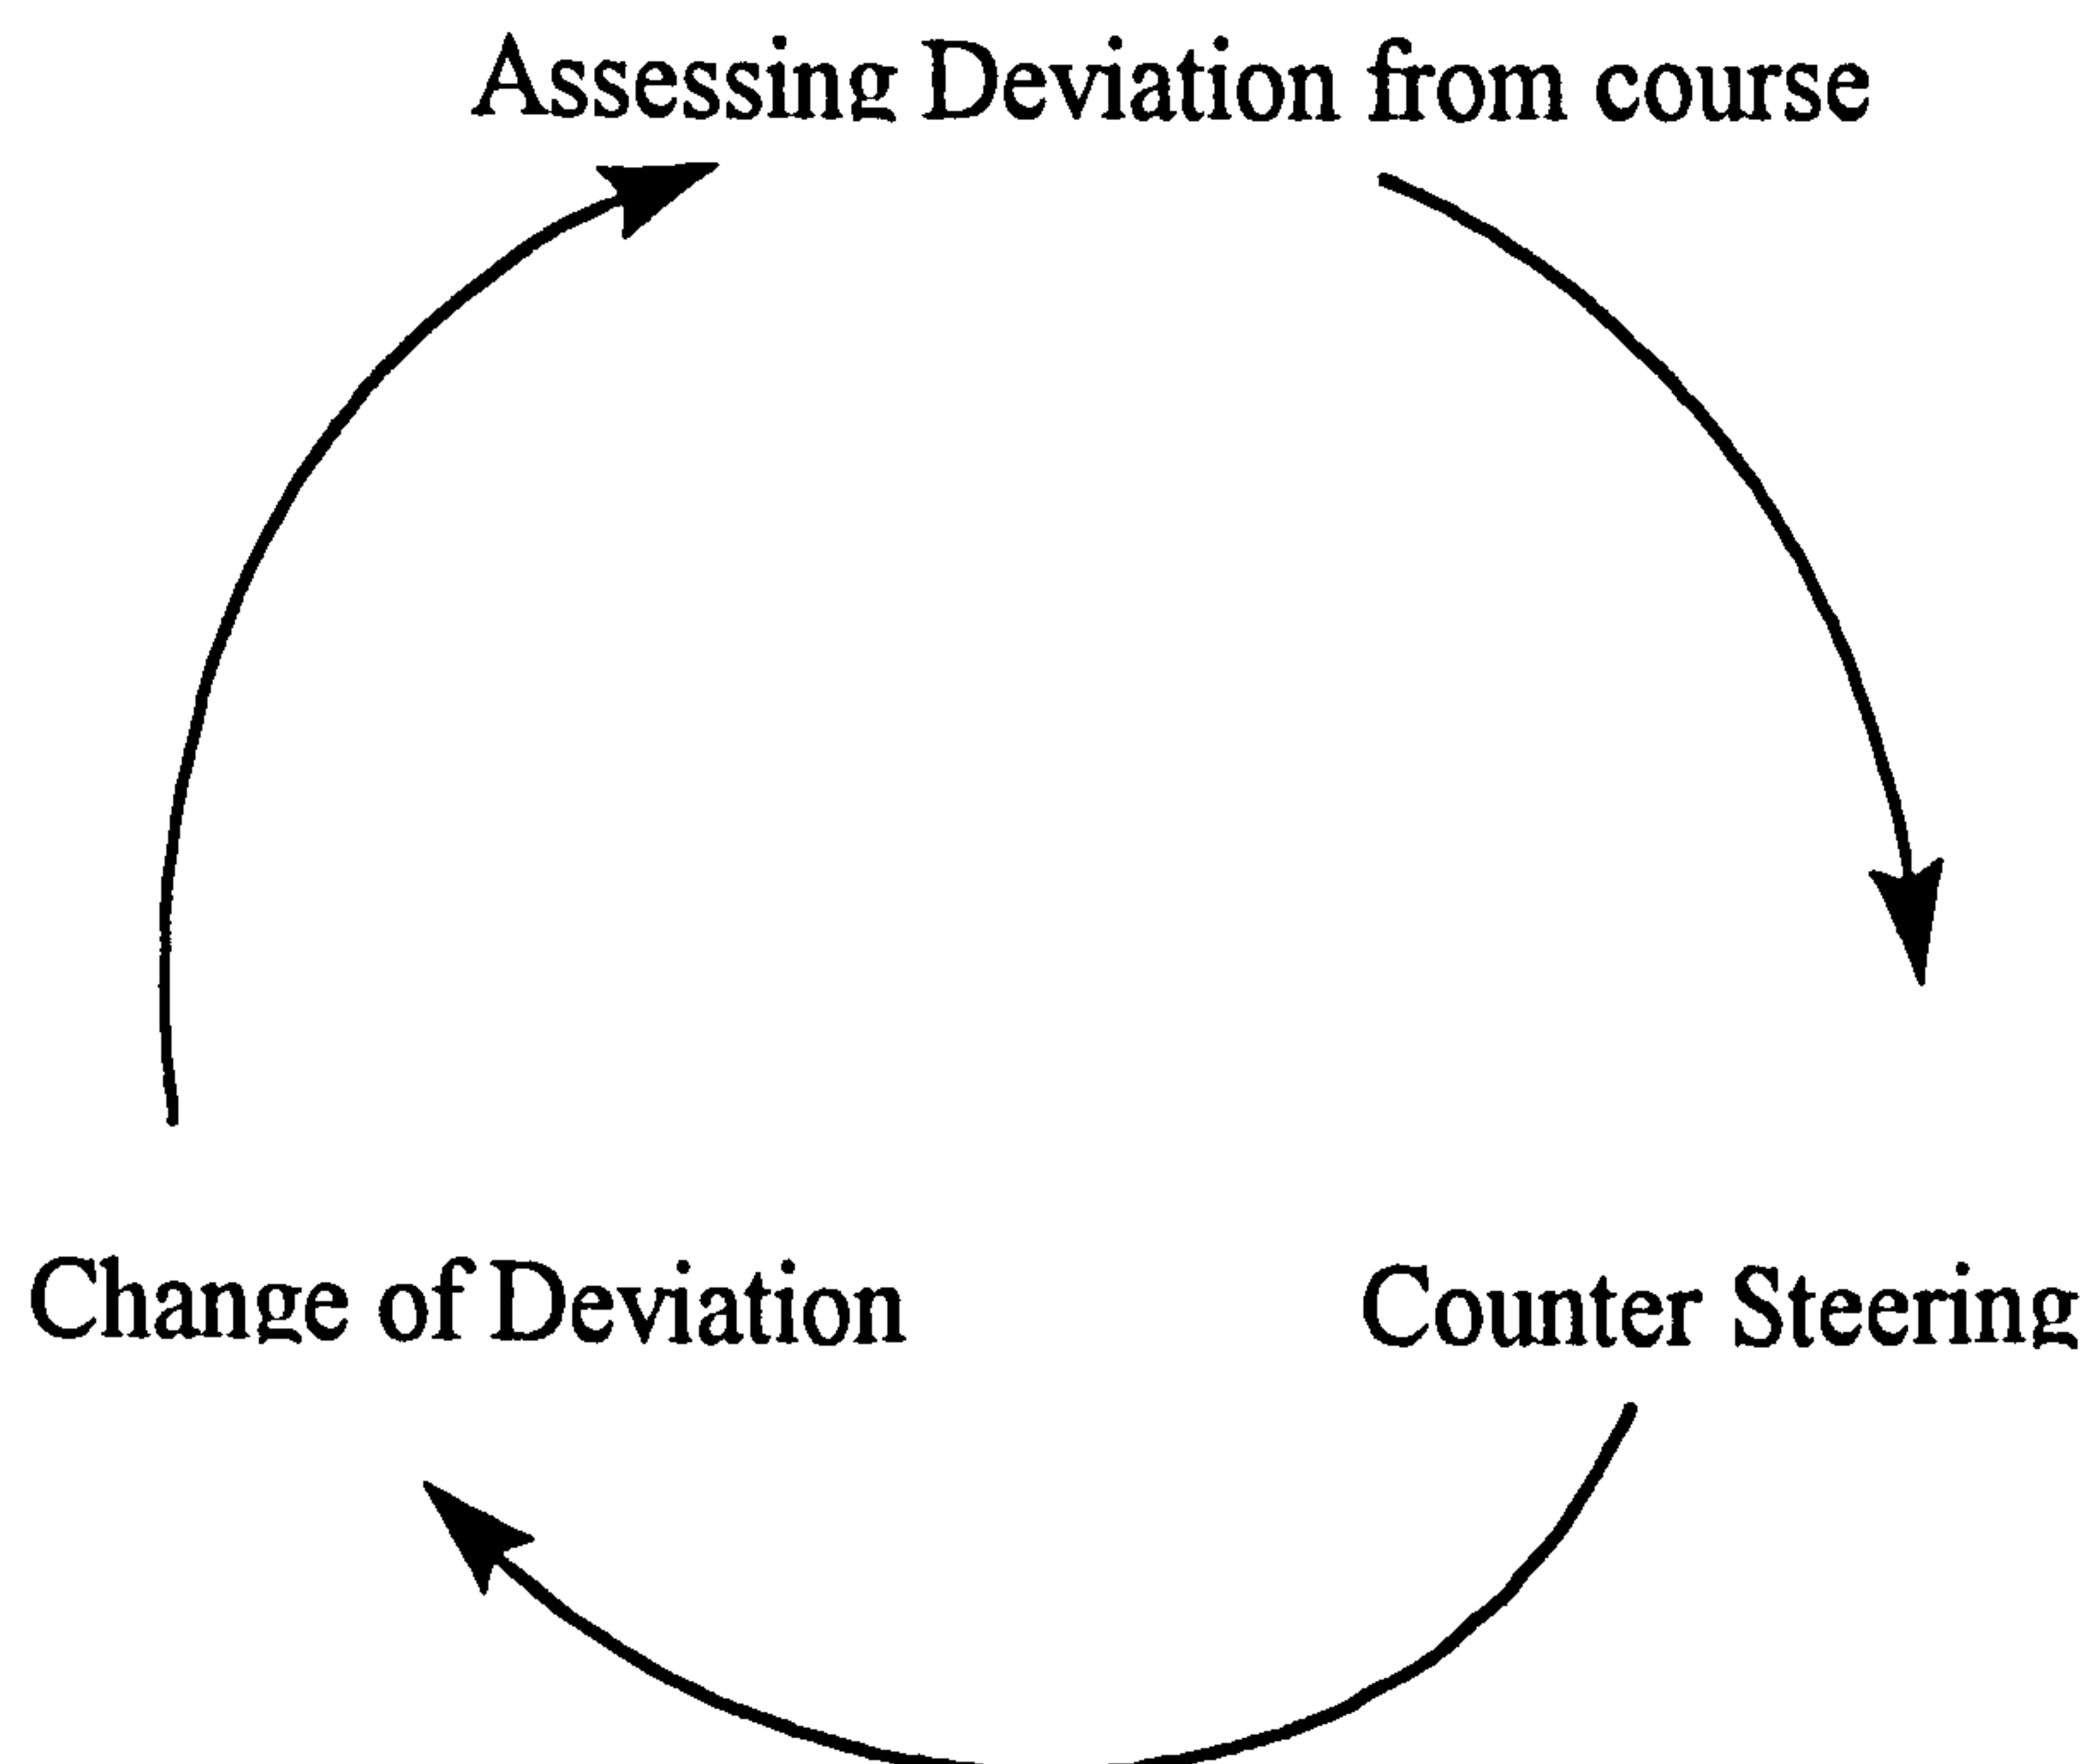 Assessing Deviation from course
Change of Deviation
Counter Steering